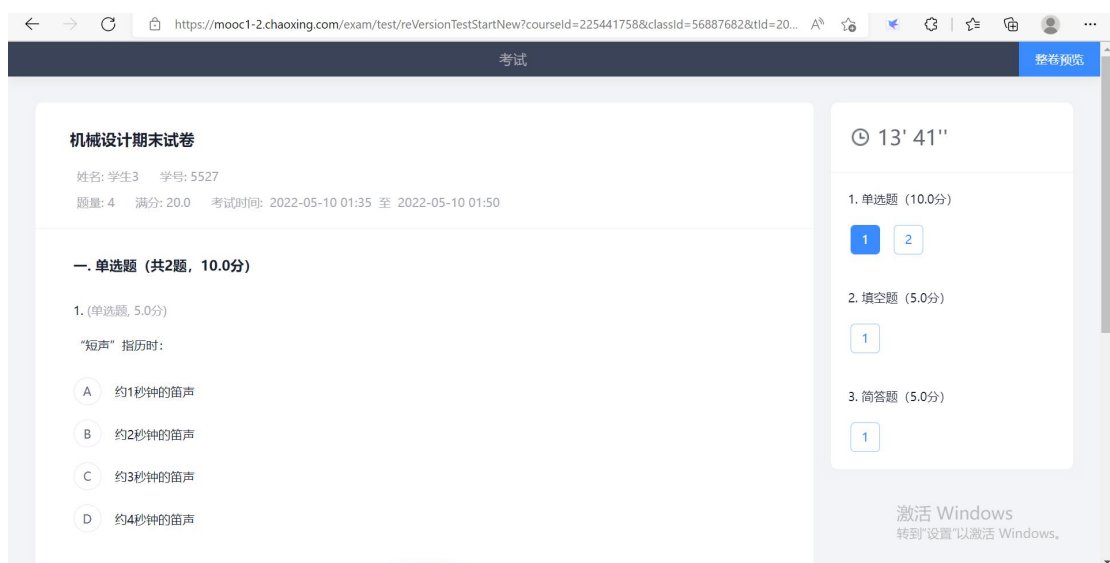 https://mooc1-2.chaoxing.com/exam/test/reVersionTestStartNew?courseId=225441758&classId=56887682&tId=20...
考试
整卷预览
机械设计期末试卷
姓名: 学生3 学号: 5527
题量: 4 满分: 20.0 考试时间: 2022-05-10 01:35 至 2022-05-10 01:50
一. 单选题（共2题，10.0分）
1. (单选题, 5.0分)
“短声”指历时：
A 约1秒钟的笛声
B 约2秒钟的笛声
C 约3秒钟的笛声
D 约4秒钟的笛声
13' 41''
1. 单选题（10.0分）
1 2
2. 填空题（5.0分）
1
3. 简答题（5.0分）
1
激活 Windows
转到“设置”以激活 Windows。